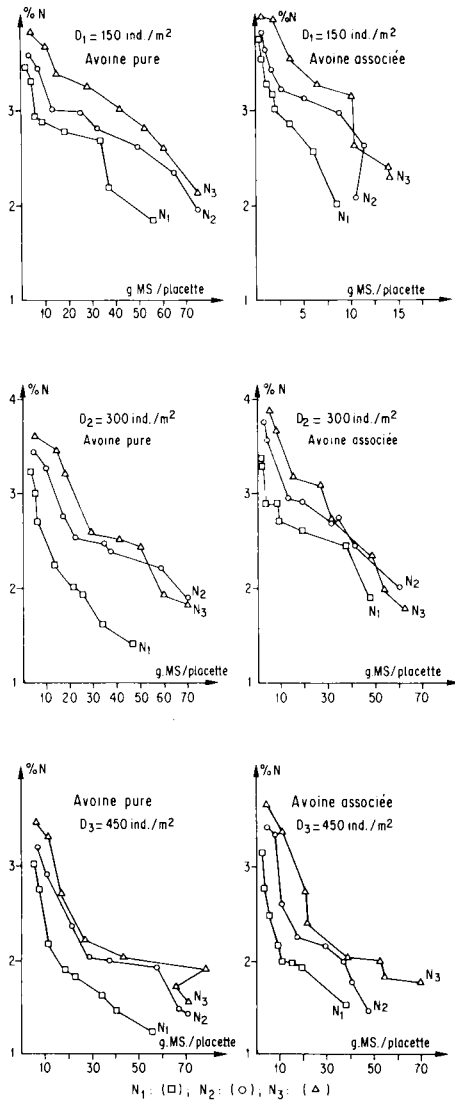 % N
D₁ = 150 ind./m²
Avoine pure
3
2
1
N₃
N₂
N₁
g MS./placette
10 20 30 40 50 60 70
%N
D₁ = 150 ind./m²
Avoine associée
3
2
1
N₁
N₂
N₃
g MS./placette
5 10 15
% N
4
D₂ = 300 ind./m²
Avoine pure
3
2
1
N₂
N₃
N₁
g.MS/placette
10 20 30 40 50 60 70
%N
4
D₂ = 300 ind./m²
Avoine associée
3
2
1
N₂
N₁
N₃
g.MS/placette
10 30 50 70
%N
Avoine pure
D₃ = 450 ind./m²
3
2
1
N₃
N₂
N₁
g.MS./placette
10 20 30 40 50 60 70
% N
Avoine associée
D₃ = 450 ind./m²
3
2
1
N₃
N₁
N₂
g.MS/placette
10 30 50 70
N₁ : (□) ; N₂ : (○) ; N₃ : (△)